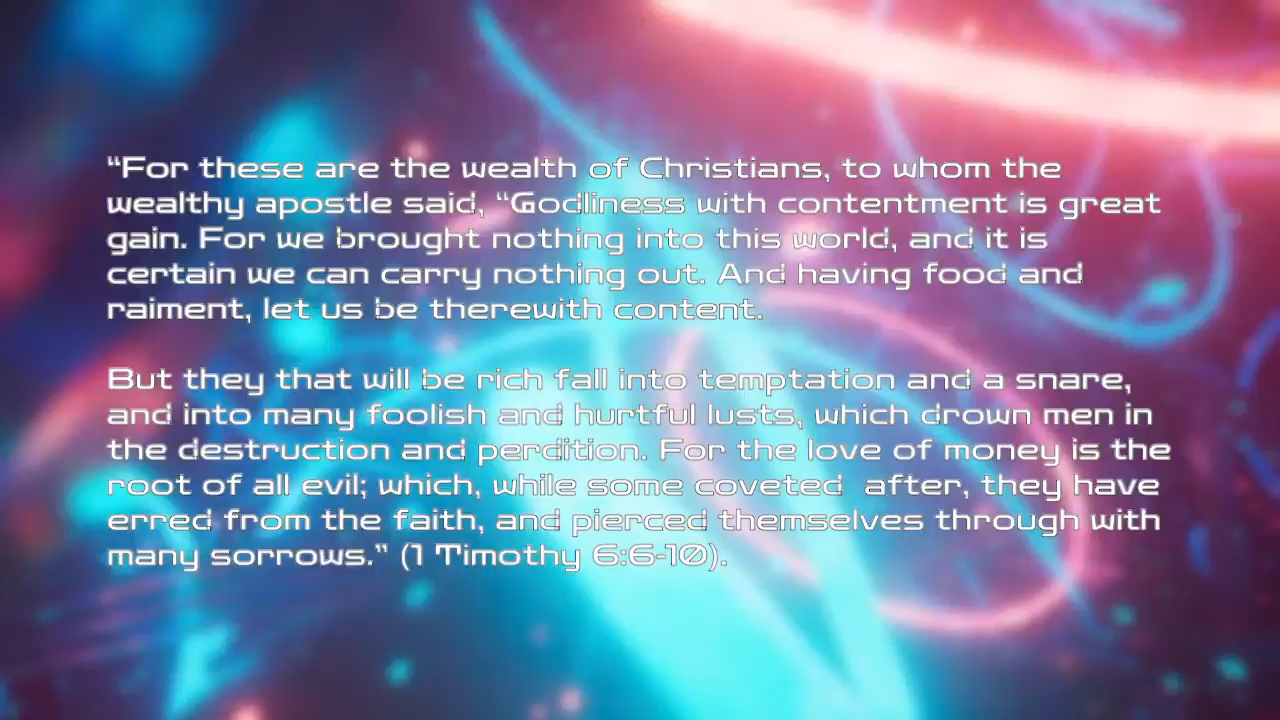 “For these are the wealth of Christians, to whom the
wealthy apostle said, “Godliness with contentment is great
gain. For we brought nothing into this world, and it is
certain we can carry nothing out. And having food and
raiment, let us be therewith content.
But they that will be rich fall into temptation and a snare,
and into many foolish and hurtful lusts, which drown men in
the destruction and perdition. For the love of money is the
root of all evil; which, while some coveted  after, they have
erred from the faith, and pierced themselves through with
many sorrows.” (1 Timothy 6:6-10).